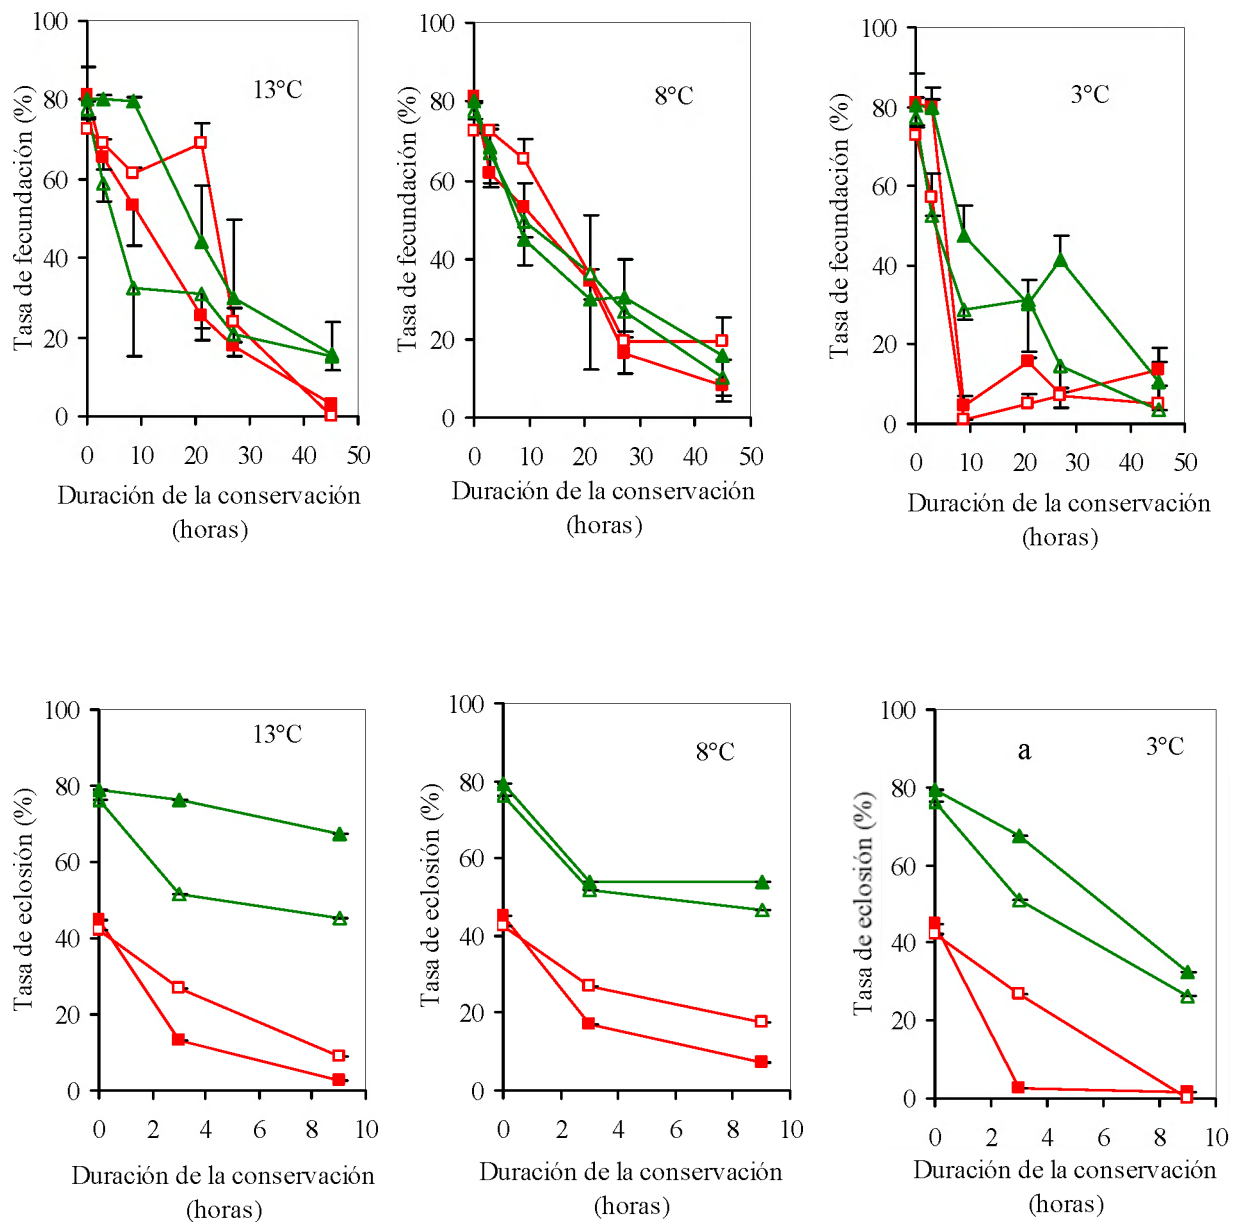 Tasa de fecundación (%)
100
80
60
40
20
0
13°C
0 10 20 30 40 50
Duración de la conservación
(horas)
Tasa de fecundación (%)
100
80
60
40
20
0
8°C
0 10 20 30 40 50
Duración de la conservación
(horas)
Tasa de fecundación (%)
100
80
60
40
20
0
3°C
0 10 20 30 40 50
Duración de la conservación
(horas)
Tasa de eclosión (%)
100
80
60
40
20
0
13°C
0 2 4 6 8 10
Duración de la conservación
(horas)
Tasa de eclosión (%)
100
80
60
40
20
0
8°C
0 2 4 6 8 10
Duración de la conservación
(horas)
Tasa de eclosión (%)
100
80
60
40
20
0
a 3°C
0 2 4 6 8 10
Duración de la conservación
(horas)